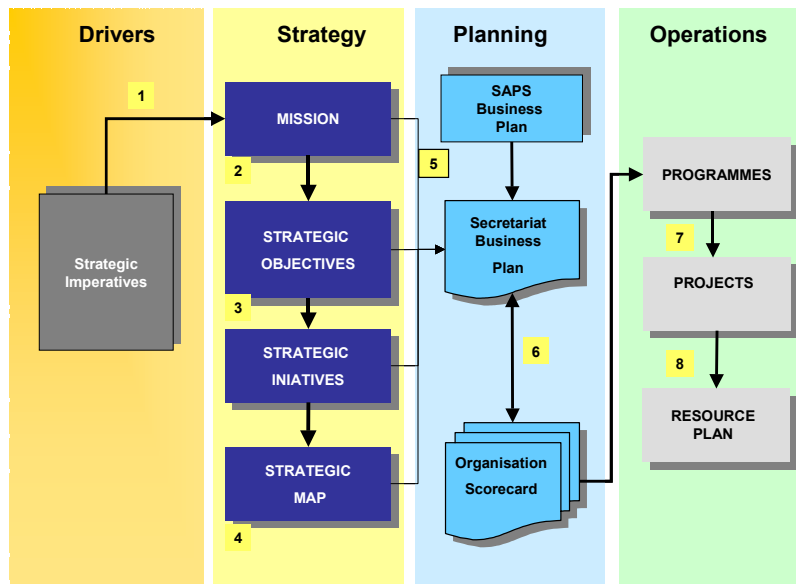 Drivers
Strategy
Planning
Operations
1
Strategic
Imperatives
MISSION
2
STRATEGIC
OBJECTIVES
3
STRATEGIC
INIATIVES
STRATEGIC
MAP
4
5
SAPS
Business
Plan
Secretariat
Business
Plan
6
Organisation
Scorecard
PROGRAMMES
7
PROJECTS
8
RESOURCE
PLAN